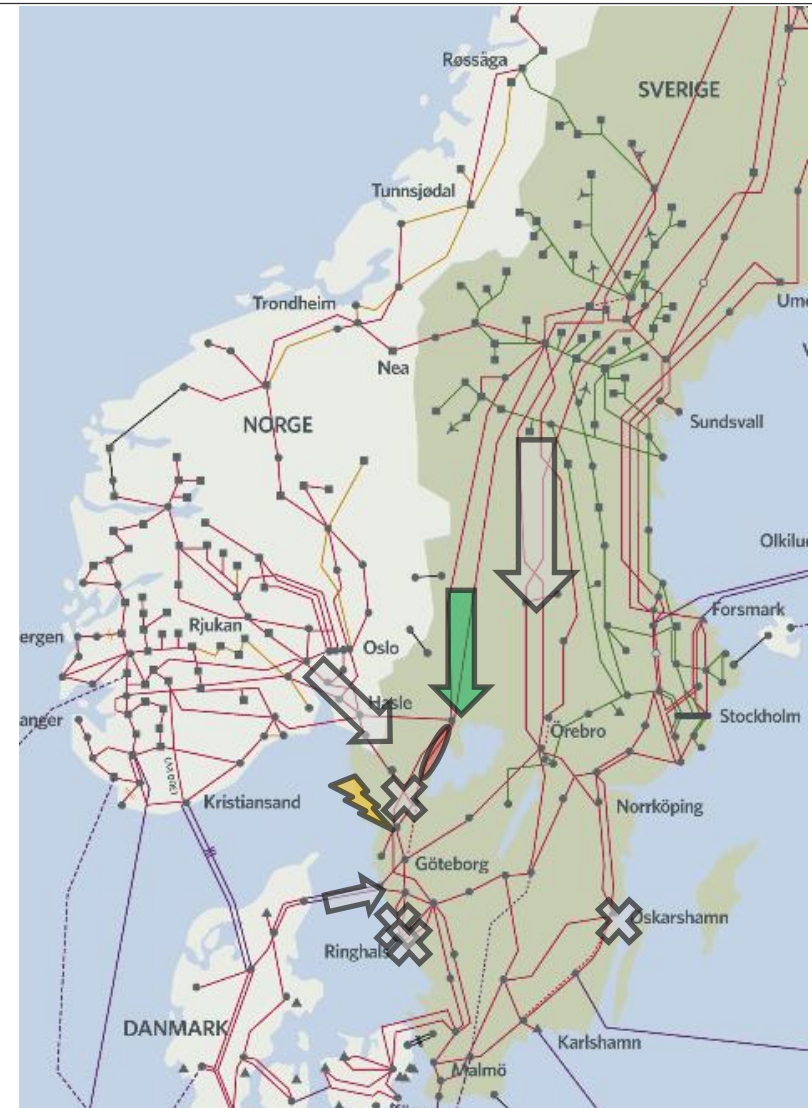 Røssåga
SVERIGE
Tunnsjødal
Trondheim
Ume
Nea
NORGE
Sundsvall
Olkiluo
Forsmark
ergen
Rjukan
Oslo
Hasle
anger
Stockholm
Örebro
Kristiansand
Norrköping
Göteborg
Oskarshamn
Ringhals
DANMARK
Karlshamn
Malmö